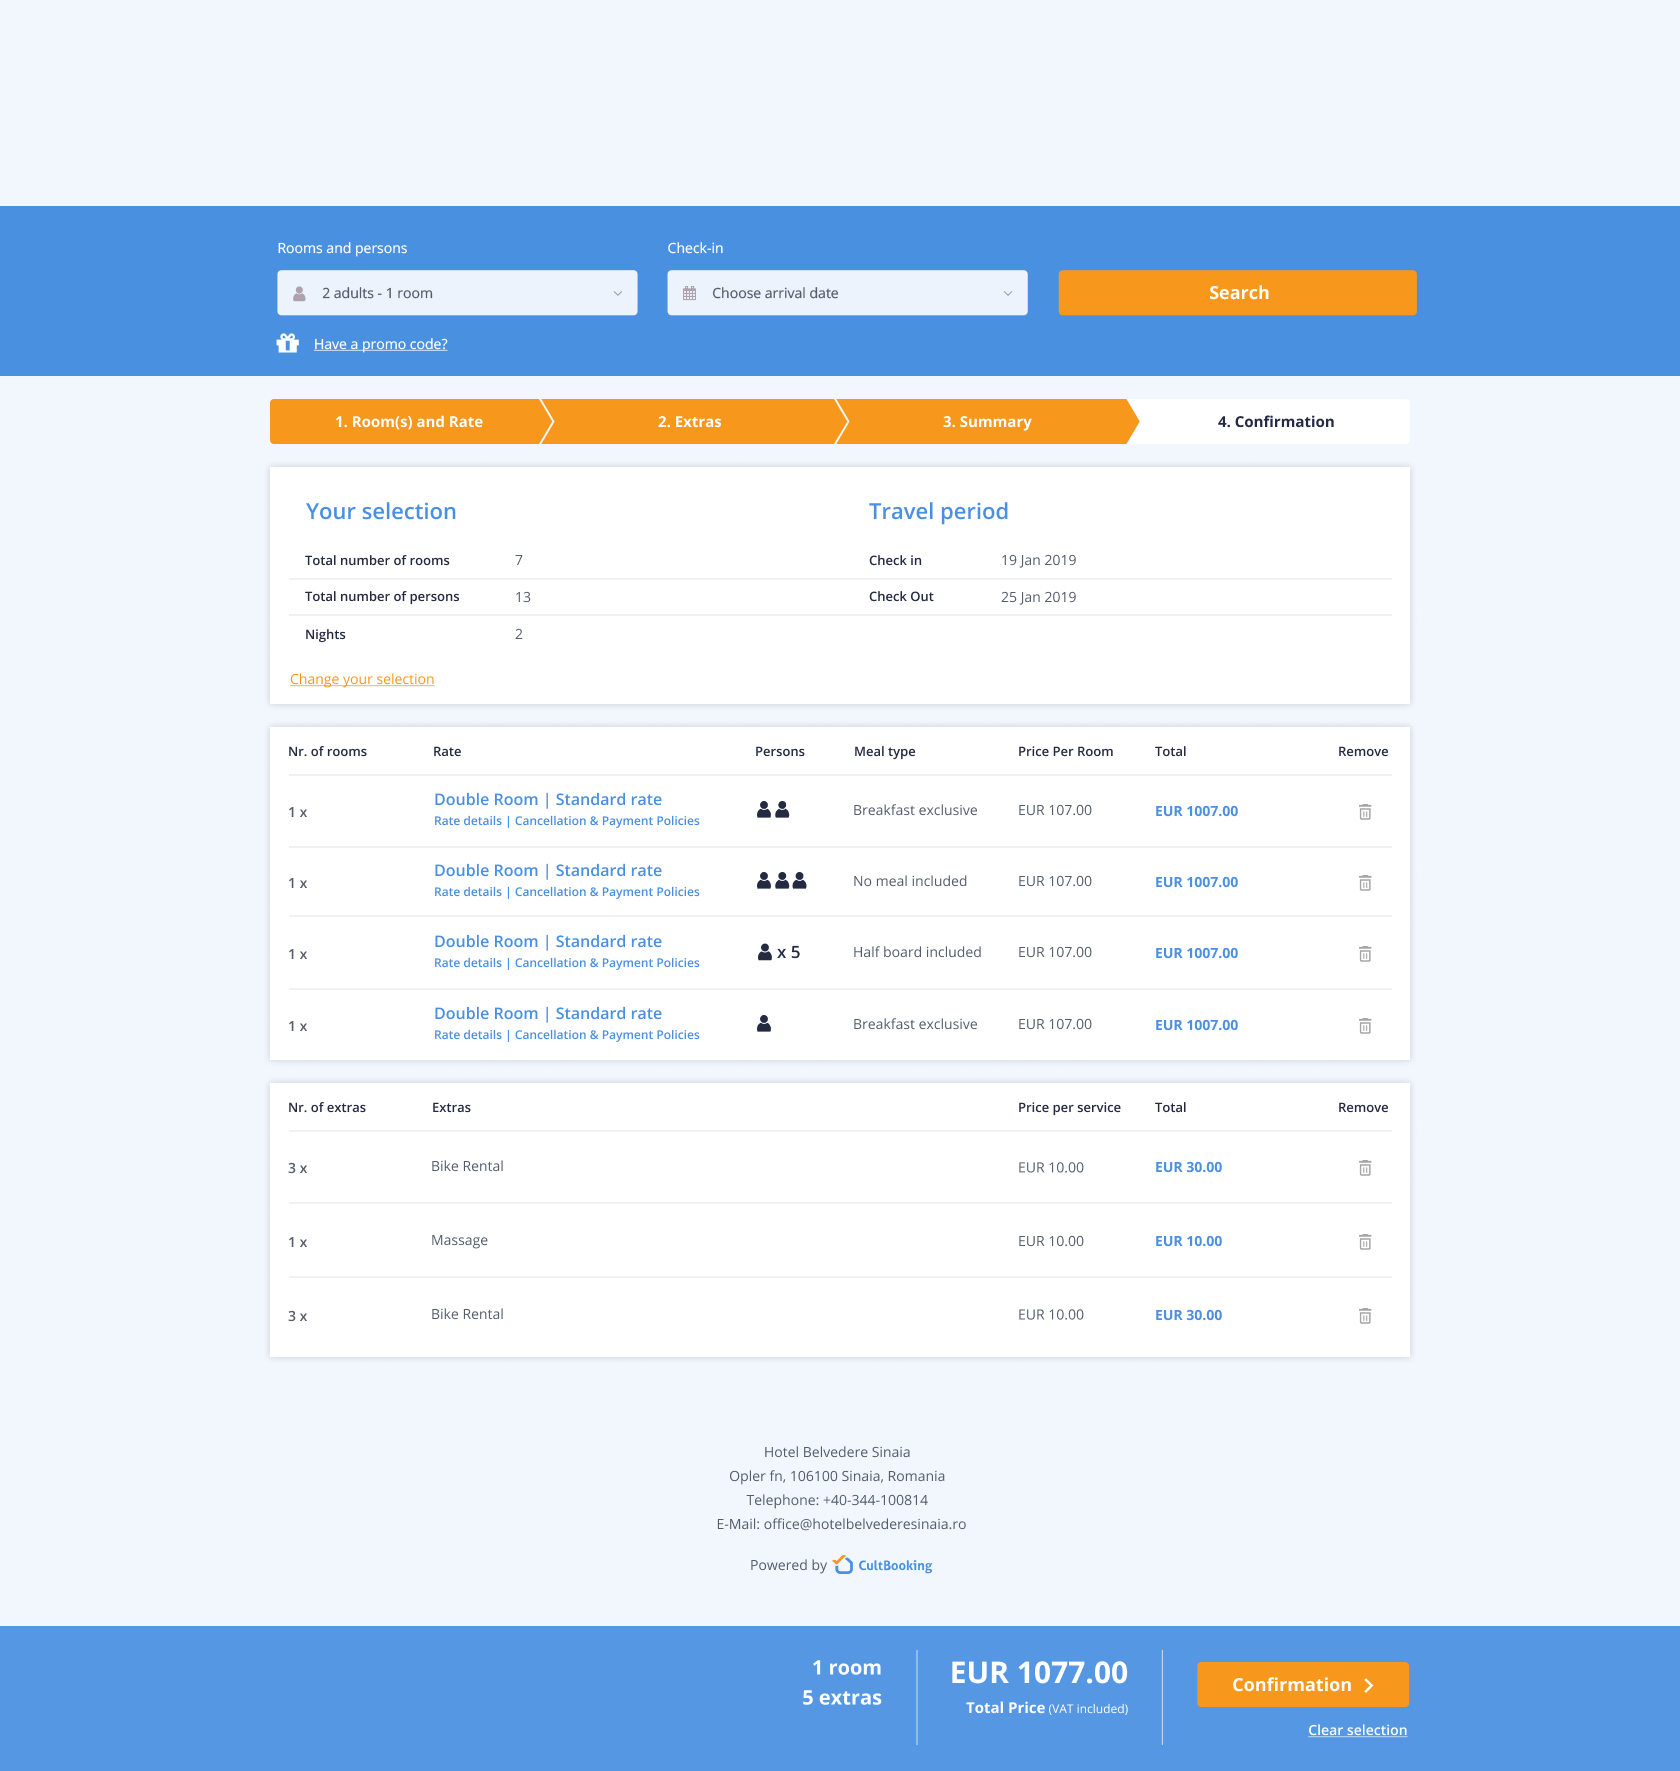 Rooms and persons
Check-in
2 adults - 1 room
Choose arrival date
Search
Have a promo code?
1. Room(s) and Rate
2. Extras
3. Summary
4. Confirmation
Your selection
Travel period
Total number of rooms 7
Check in 19 Jan 2019
Total number of persons 13
Check Out 25 Jan 2019
Nights 2
Change your selection
Nr. of rooms Rate Persons Meal type Price Per Room Total Remove
Double Room | Standard rate
1 x Breakfast exclusive EUR 107.00 EUR 1007.00
Rate details | Cancellation & Payment Policies
Double Room | Standard rate
1 x No meal included EUR 107.00 EUR 1007.00
Rate details | Cancellation & Payment Policies
Double Room | Standard rate
1 x x 5 Half board included EUR 107.00 EUR 1007.00
Rate details | Cancellation & Payment Policies
Double Room | Standard rate
1 x Breakfast exclusive EUR 107.00 EUR 1007.00
Rate details | Cancellation & Payment Policies
Nr. of extras Extras Price per service Total Remove
3 x Bike Rental EUR 10.00 EUR 30.00
1 x Massage EUR 10.00 EUR 10.00
3 x Bike Rental EUR 10.00 EUR 30.00
Hotel Belvedere Sinaia
Opler fn, 106100 Sinaia, Romania
Telephone: +40-344-100814
E-Mail: office@hotelbelvederesinaia.ro
Powered by CultBooking
1 room
5 extras
EUR 1077.00
Total Price (VAT included)
Confirmation
Clear selection